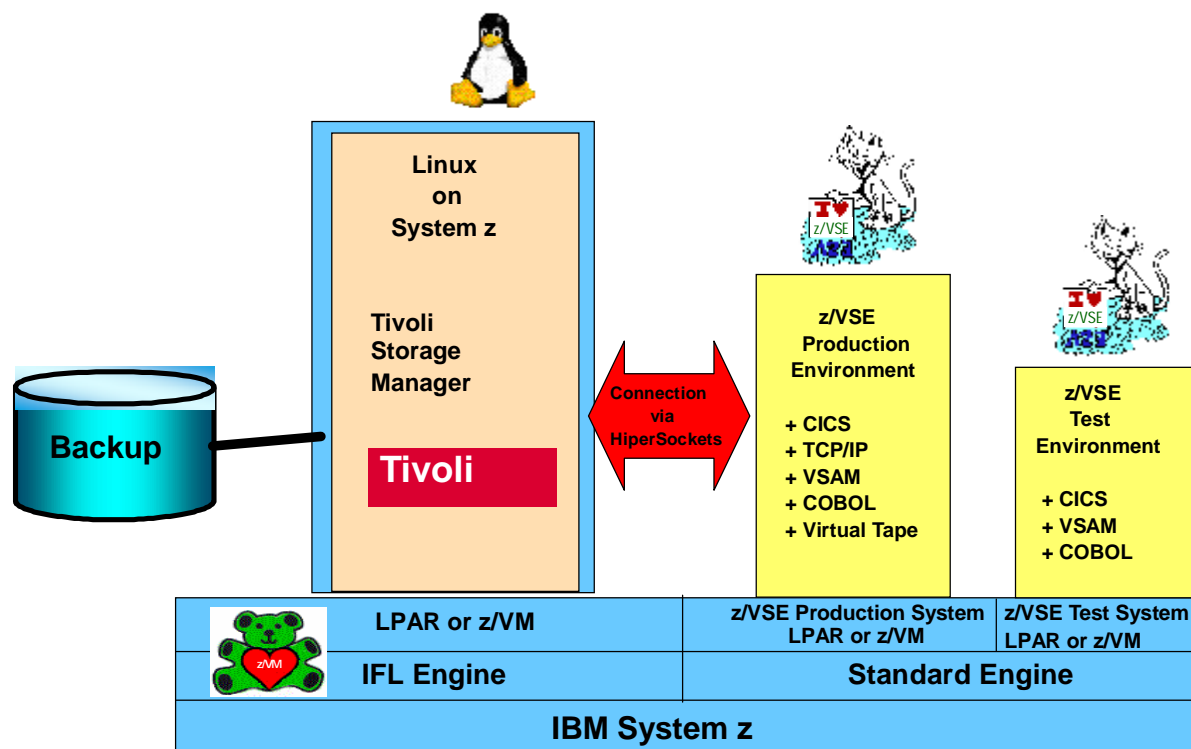 Linux
on
System z
Tivoli
Storage
Manager
Tivoli
Backup
Connection
via
HiperSockets
I♥
z/VSE
z/VSE
Production
Environment
+ CICS
+ TCP/IP
+ VSAM
+ COBOL
+ Virtual Tape
I♥
z/VSE
z/VSE
Test
Environment
+ CICS
+ VSAM
+ COBOL
LPAR or z/VM
z/VSE Production System
LPAR or z/VM
z/VSE Test System
LPAR or z/VM
z/VM
IFL Engine
Standard Engine
IBM System z